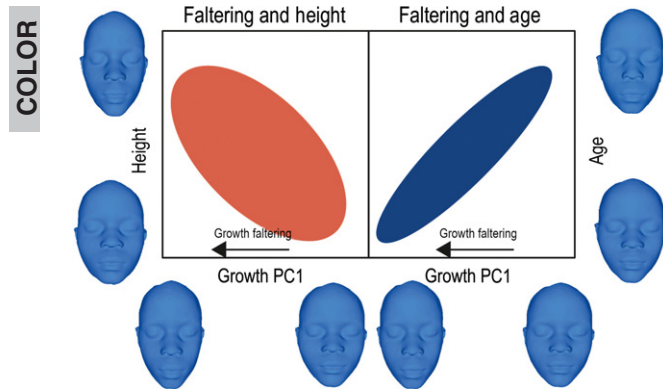 COLOR
Faltering and height
Faltering and age
Height
Age
Growth faltering
Growth faltering
Growth PC1
Growth PC1